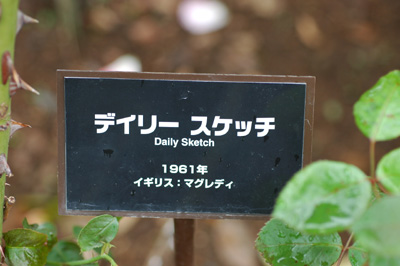 デイリー スケッチ
Daily Sketch
1961年
イギリス：マグレディ